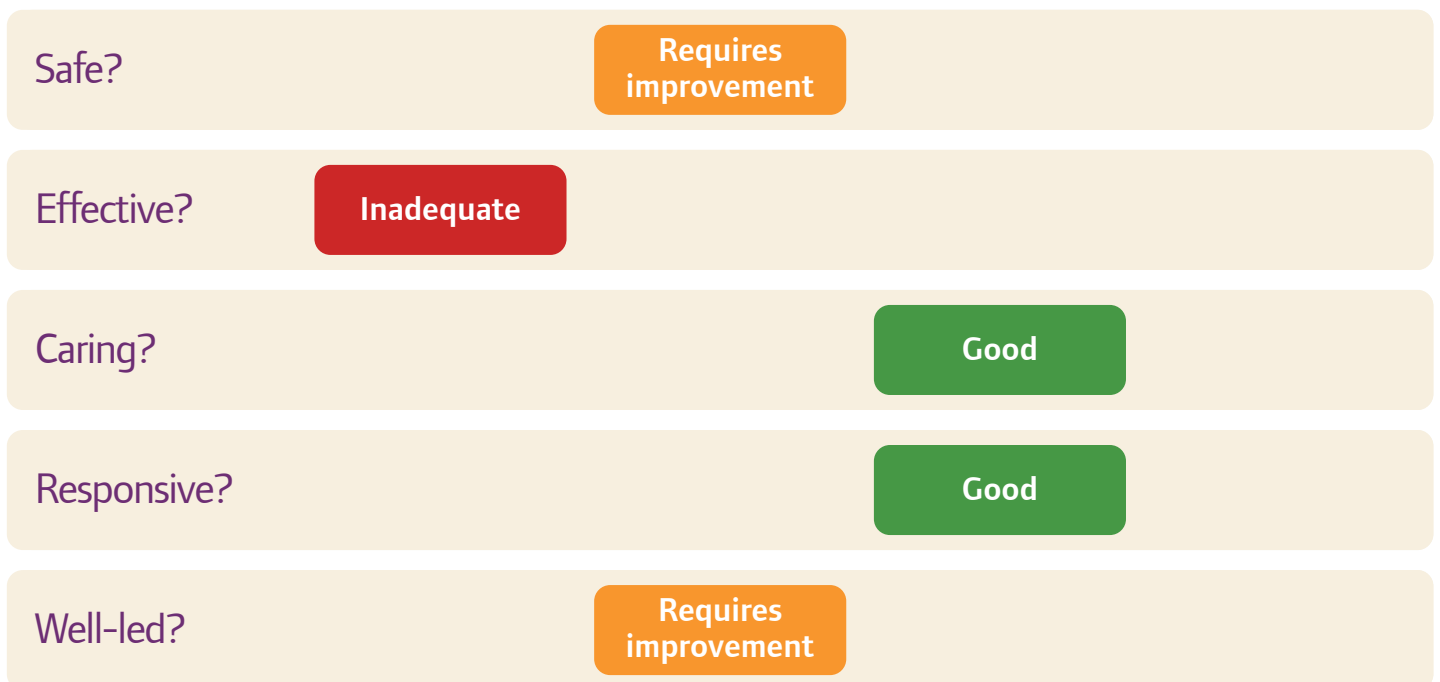 Safe?
Requires
improvement
Effective?
Inadequate
Caring?
Good
Responsive?
Good
Well-led?
Requires
improvement